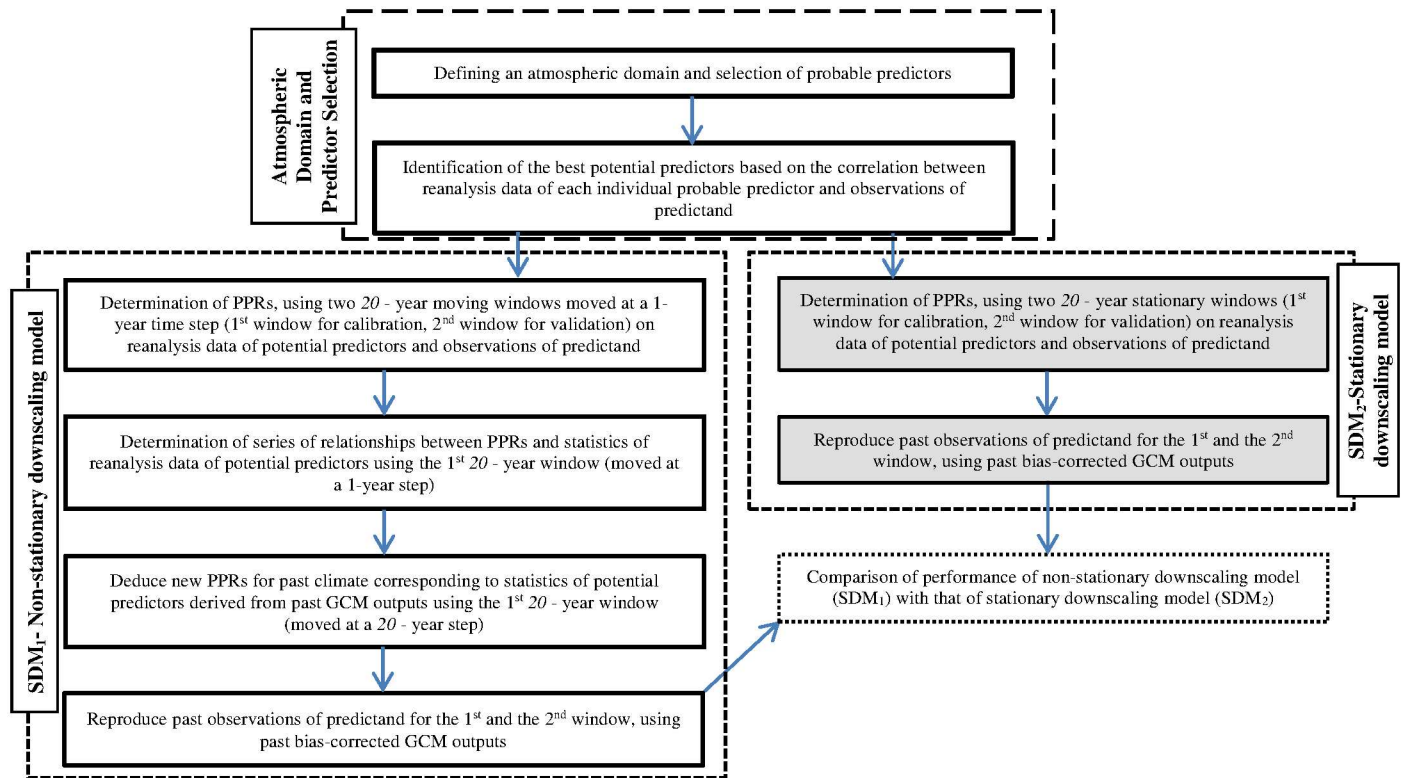 Atmospheric
Domain and
Predictor Selection
Defining an atmospheric domain and selection of probable predictors
Identification of the best potential predictors based on the correlation between
reanalysis data of each individual probable predictor and observations of
predictand
SDM₁- Non-stationary downscaling model
Determination of PPRs, using two 20 - year moving windows moved at a 1-
year time step (1st window for calibration, 2nd window for validation) on
reanalysis data of potential predictors and observations of predictand
Determination of series of relationships between PPRs and statistics of
reanalysis data of potential predictors using the 1st 20 - year window (moved at
a 1-year step)
Deduce new PPRs for past climate corresponding to statistics of potential
predictors derived from past GCM outputs using the 1st 20 - year window
(moved at a 20 - year step)
Reproduce past observations of predictand for the 1st and the 2nd window, using
past bias-corrected GCM outputs
SDM₂-Stationary
downscaling model
Determination of PPRs, using two 20 - year stationary windows (1st
window for calibration, 2nd window for validation) on reanalysis
data of potential predictors and observations of predictand
Reproduce past observations of predictand for the 1st and the 2nd
window, using past bias-corrected GCM outputs
Comparison of performance of non-stationary downscaling model
(SDM₁) with that of stationary downscaling model (SDM₂)